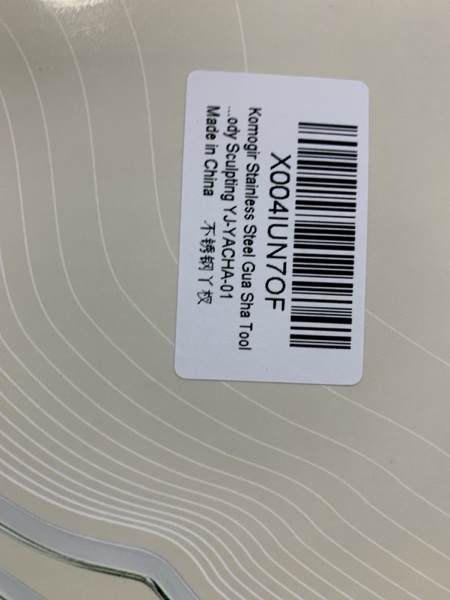 X004IUN7OF
Komogir Stainless Steel Gua Sha Tool
...ody Sculpting YJ-YACHA-01
Made in China 不锈钢丫杈